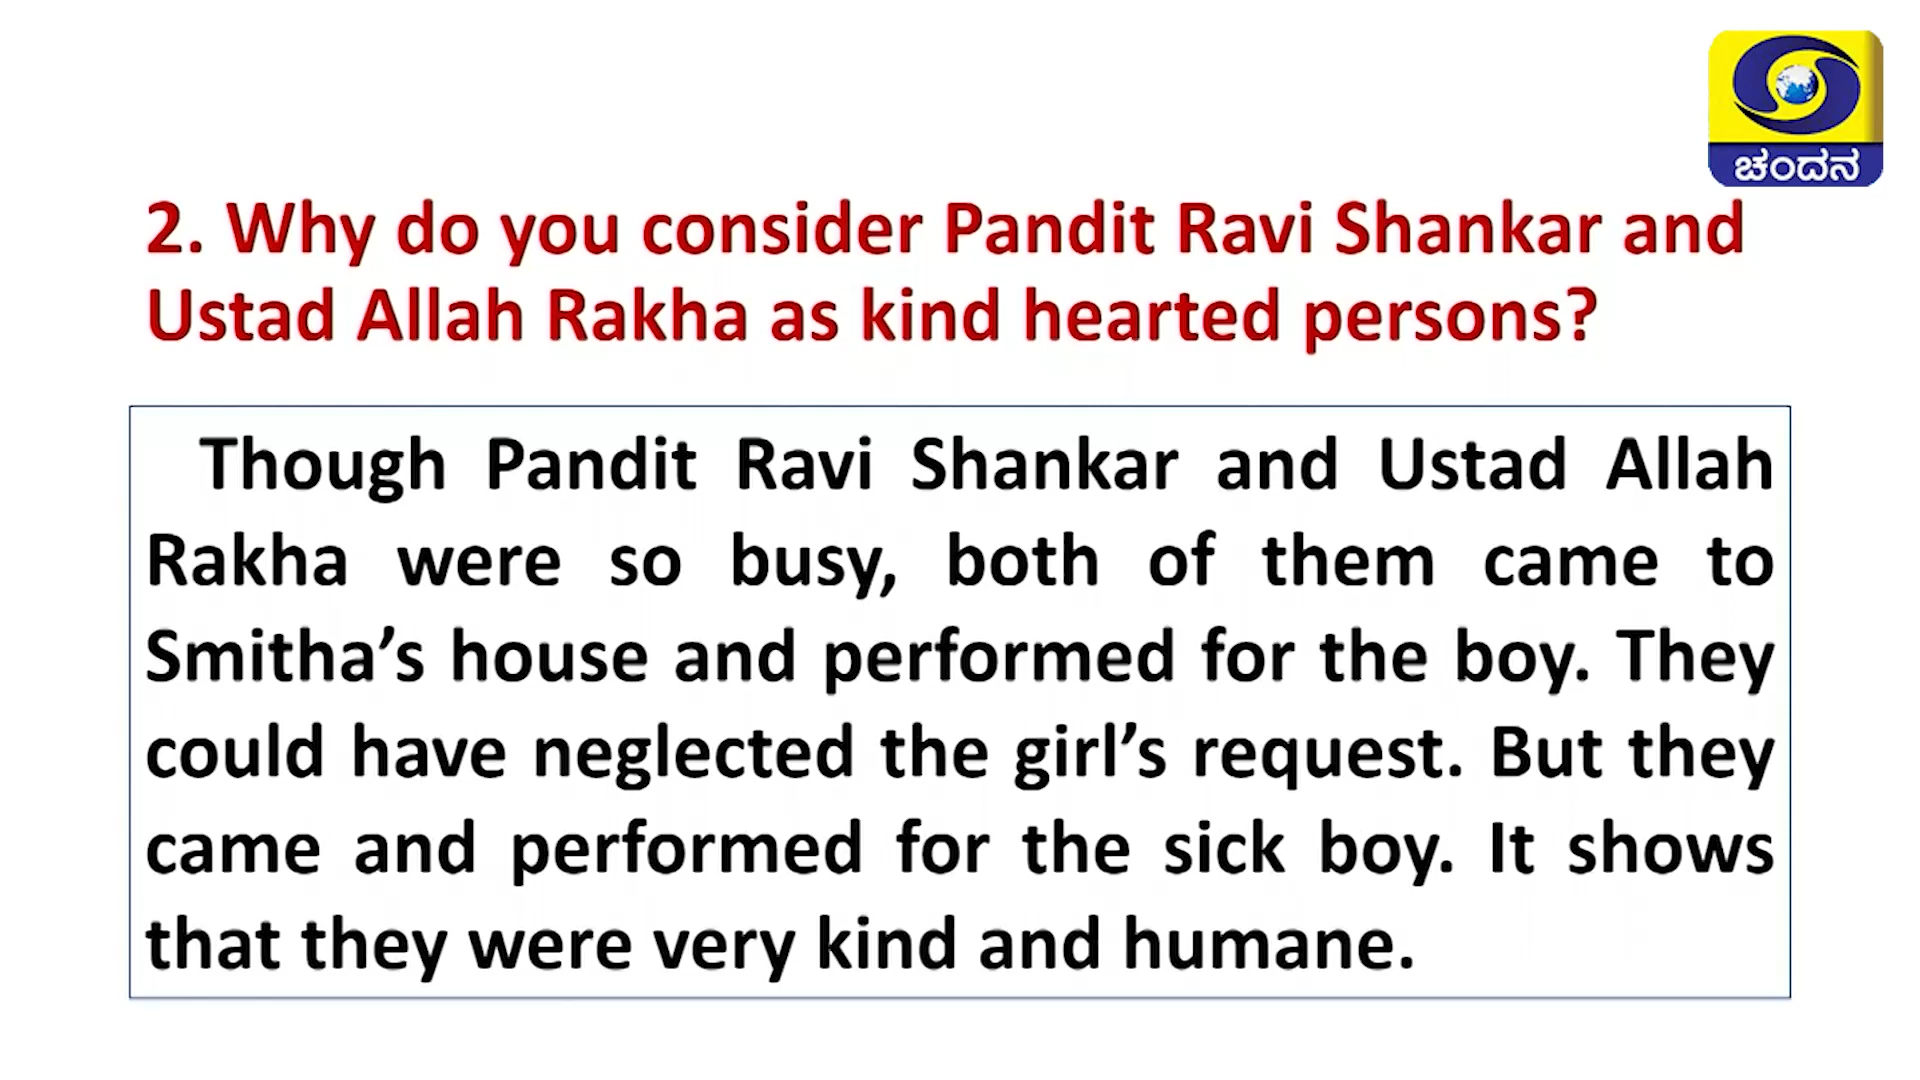 ಚಂದನ
2. Why do you consider Pandit Ravi Shankar and
Ustad Allah Rakha as kind hearted persons?
Though Pandit Ravi Shankar and Ustad Allah
Rakha were so busy, both of them came to
Smitha’s house and performed for the boy. They
could have neglected the girl’s request. But they
came and performed for the sick boy. It shows
that they were very kind and humane.